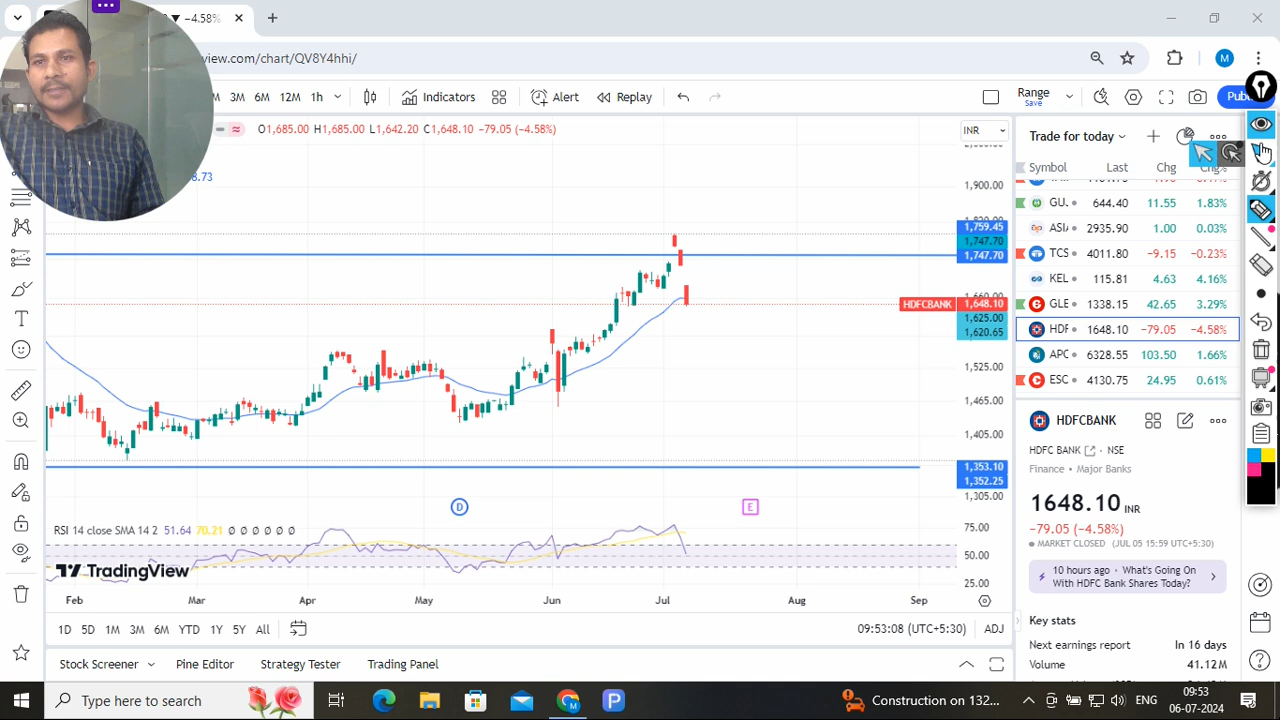 −4.58%
view.com/chart/QV8Y4hhi/
3M 6M 12M 1h Indicators Alert Replay Range
Save
O1,685.00 H1,685.00 L1,642.20 C1,648.10 −79.05 (−4.58%)
INR
Trade for today
Symbol Last Chg Chg%
8.73
1,900.00
GU. 644.40 11.55 1.83%
1,759.45
ASI 2935.90 1.00 0.03%
1,747.70
1,747.70
TCS 4011.80 −9.15 −0.23%
KEL 115.81 4.63 4.16%
HDFCBANK 1,648.10
GLE 1338.15 42.65 3.29%
1,625.00
1,620.65
HDF 1648.10 −79.05 −4.58%
APC 6328.55 103.50 1.66%
1,525.00
ESC 4130.75 24.95 0.61%
1,465.00
1,405.00
HDFCBANK
HDFC BANK NSE
1,353.10
Finance • Major Banks
1,352.25
1,305.00
D E
1648.10 INR
RSI 14 close SMA 14 2 51.64 70.21 ∅ ∅ ∅ ∅ ∅ ∅
75.00
−79.05 (−4.58%)
MARKET CLOSED (JUL 05 15:59 UTC+5:30)
50.00
TradingView
10 hours ago • What's Going On
With HDFC Bank Shares Today?
25.00
Feb Mar Apr May Jun Jul Aug Sep
Key stats
1D 5D 1M 3M 6M YTD 1Y 5Y All
09:53:08 (UTC+5:30) ADJ
Next earnings report In 16 days
Stock Screener Pine Editor Strategy Tester Trading Panel
Volume 41.12M
Type here to search
Construction on 132...
ENG
09:53
06-07-2024